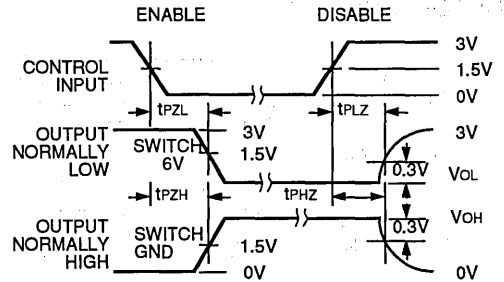 ENABLE DISABLE
CONTROL INPUT 3V
1.5V
0V
tPZL tPLZ
OUTPUT NORMALLY LOW SWITCH 6V 3V 3V
1.5V
0.3V VOL
tPZH tPHZ
OUTPUT NORMALLY HIGH SWITCH GND 0.3V VOH
1.5V
0V 0V